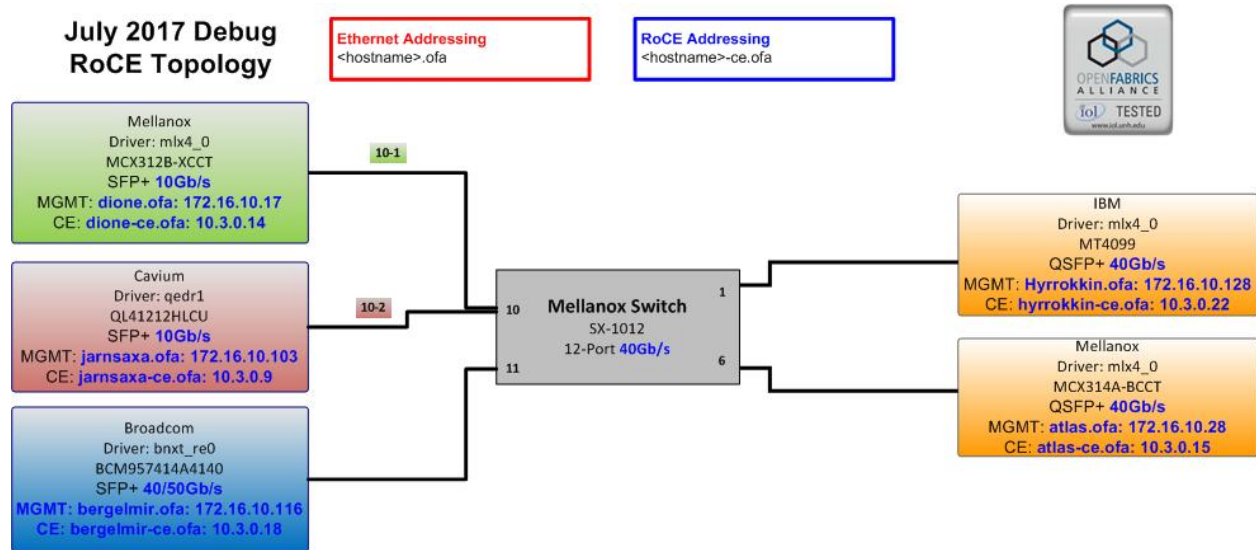 July 2017 Debug
RoCE Topology
Ethernet Addressing
<hostname>.ofa
RoCE Addressing
<hostname>-ce.ofa
OPENFABRICS
ALLIANCE
iol TESTED
www.iol.unh.edu
Mellanox
Driver: mlx4_0
MCX312B-XCCT
SFP+ 10Gb/s
MGMT: dione.ofa: 172.16.10.17
CE: dione-ce.ofa: 10.3.0.14
10-1
Cavium
Driver: qedr1
QL41212HLCU
SFP+ 10Gb/s
MGMT: jarnsaxa.ofa: 172.16.10.103
CE: jarnsaxa-ce.ofa: 10.3.0.9
10-2
Broadcom
Driver: bnxt_re0
BCM957414A4140
SFP+ 40/50Gb/s
MGMT: bergelmir.ofa: 172.16.10.116
CE: bergelmir-ce.ofa: 10.3.0.18
10
11
Mellanox Switch
SX-1012
12-Port 40Gb/s
1
6
IBM
Driver: mlx4_0
MT4099
QSFP+ 40Gb/s
MGMT: Hyrrokkin.ofa: 172.16.10.128
CE: hyrrokkin-ce.ofa: 10.3.0.22
Mellanox
Driver: mlx4_0
MCX314A-BCCT
QSFP+ 40Gb/s
MGMT: atlas.ofa: 172.16.10.28
CE: atlas-ce.ofa: 10.3.0.15